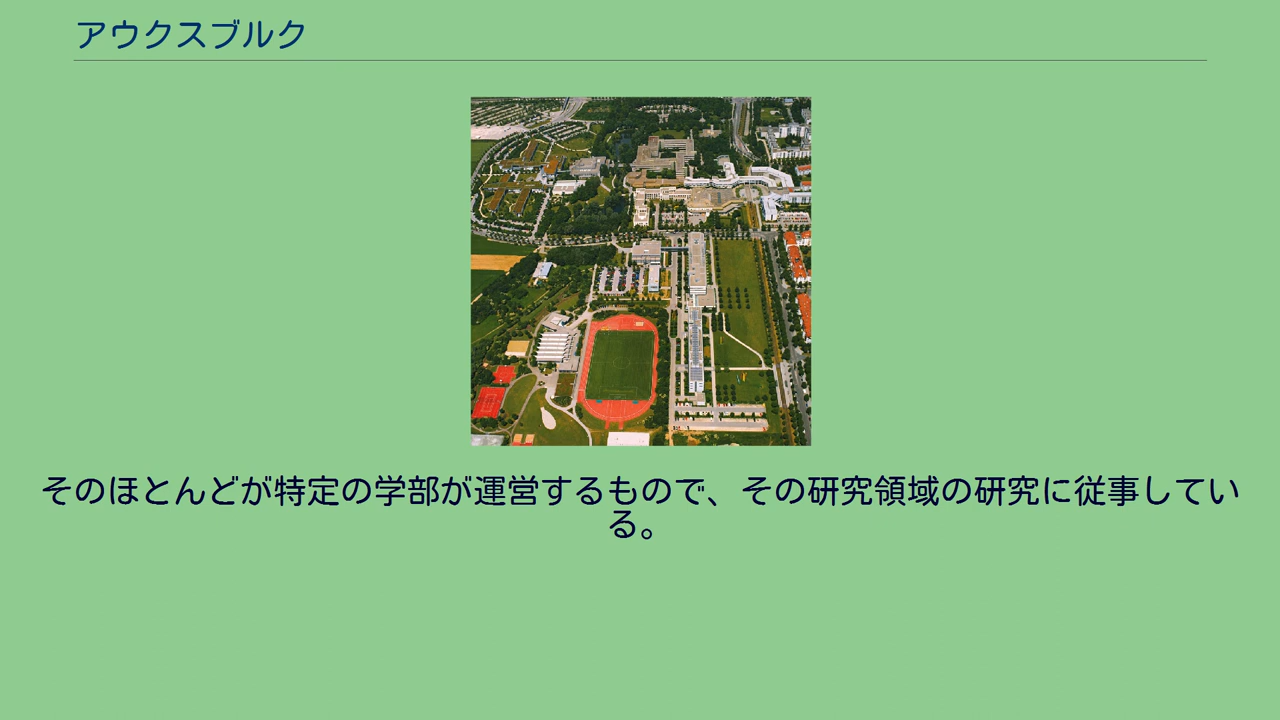 アウクスブルク
そのほとんどが特定の学部が運営するもので、その研究領域の研究に従事してい
る。